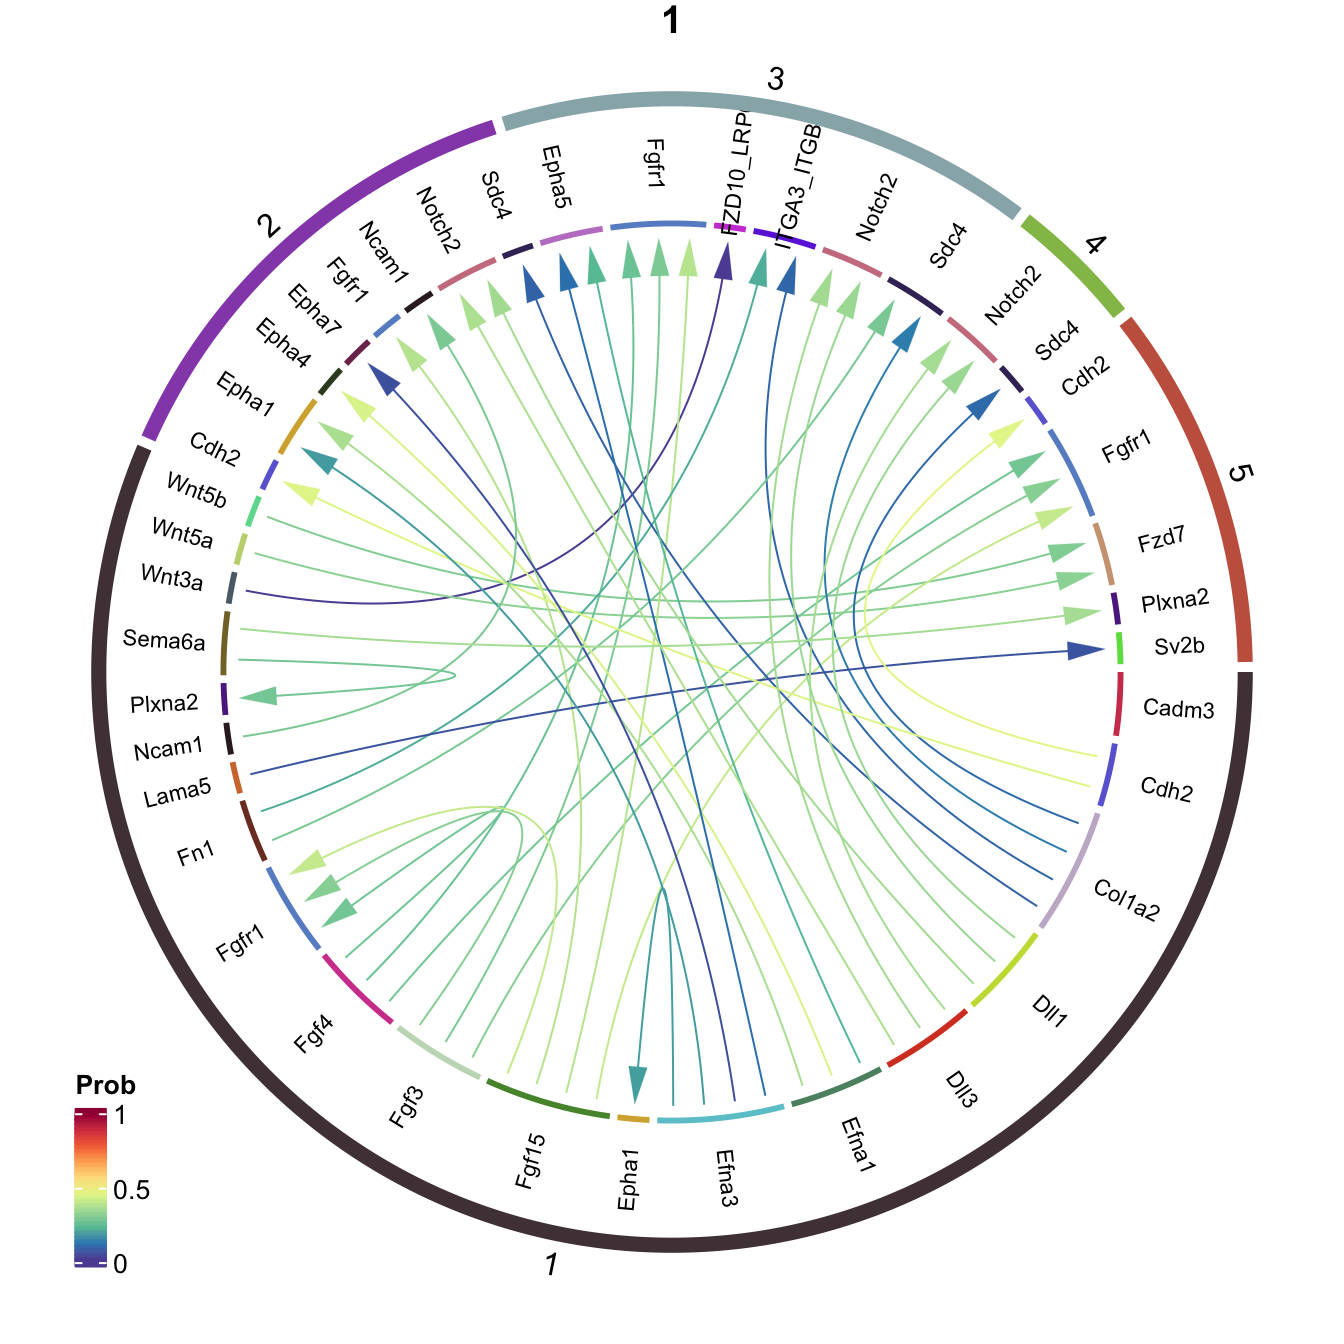 1
3
4
5
1
2
Epha5
Fgfr1
FZD10_LRP
ITGA3_ITGB
Notch2
Sdc4
Notch2
Sdc4
Cdh2
Fgfr1
Fzd7
Plxna2
Sv2b
Cadm3
Cdh2
Col1a2
Dll1
Dll3
Efna1
Efna3
Epha1
Fgf15
Fgf3
Fgf4
Fgfr1
Fn1
Lama5
Ncam1
Plxna2
Sema6a
Wnt3a
Wnt5a
Wnt5b
Cdh2
Epha1
Epha4
Epha7
Fgfr1
Ncam1
Notch2
Sdc4
Prob
1
0.5
0